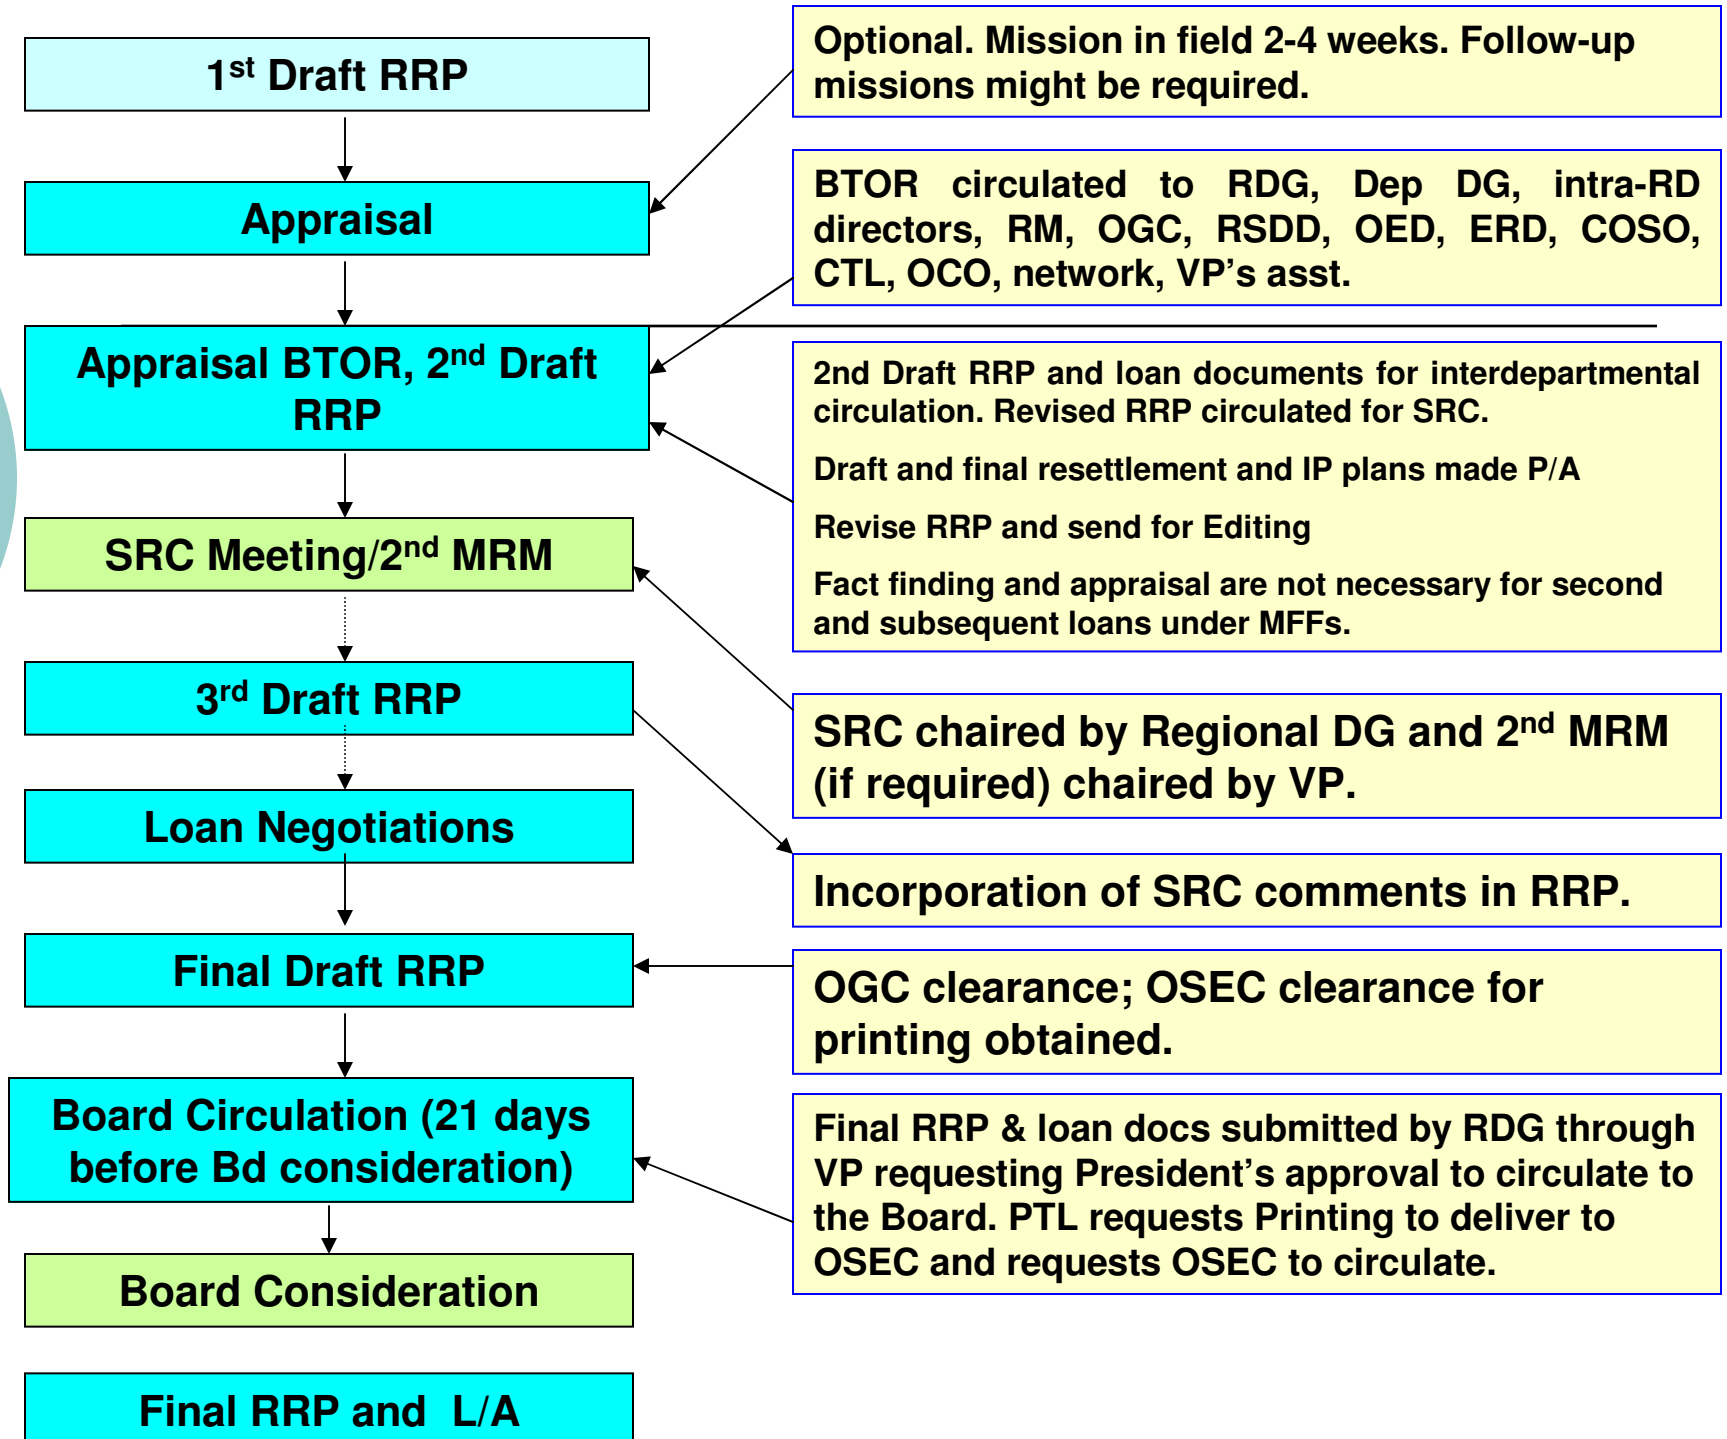 1st Draft RRP
Optional. Mission in field 2-4 weeks. Follow-up
missions might be required.
Appraisal
BTOR circulated to RDG, Dep DG, intra-RD
directors, RM, OGC, RSDD, OED, ERD, COSO,
CTL, OCO, network, VP’s asst.
Appraisal BTOR, 2nd Draft
RRP
2nd Draft RRP and loan documents for interdepartmental
circulation. Revised RRP circulated for SRC.
Draft and final resettlement and IP plans made P/A
Revise RRP and send for Editing
Fact finding and appraisal are not necessary for second
and subsequent loans under MFFs.
SRC Meeting/2nd MRM
SRC chaired by Regional DG and 2nd MRM
(if required) chaired by VP.
3rd Draft RRP
Incorporation of SRC comments in RRP.
Loan Negotiations
Final Draft RRP
OGC clearance; OSEC clearance for
printing obtained.
Board Circulation (21 days
before Bd consideration)
Final RRP & loan docs submitted by RDG through
VP requesting President’s approval to circulate to
the Board. PTL requests Printing to deliver to
OSEC and requests OSEC to circulate.
Board Consideration
Final RRP and L/A